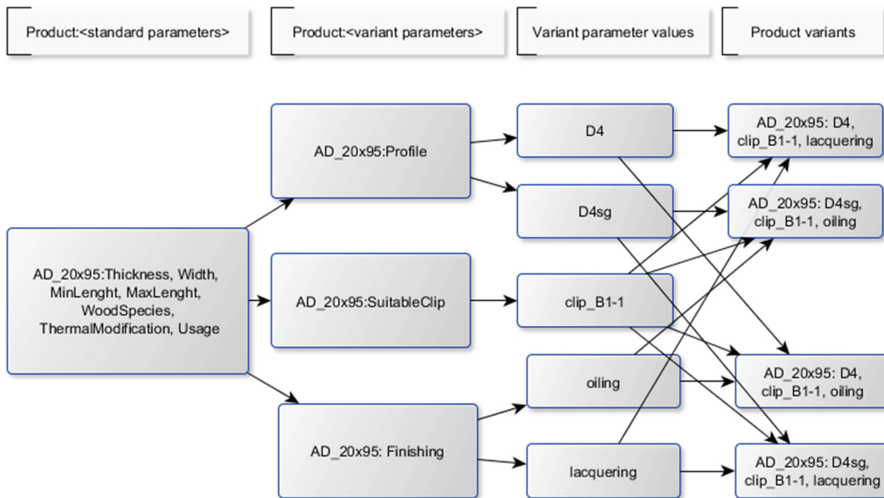 Product:<standard parameters>
Product:<variant parameters>
Variant parameter values
Product variants
AD_20x95:Thickness, Width,
MinLenght, MaxLenght,
WoodSpecies,
ThermalModification, Usage
AD_20x95:Profile
AD_20x95:SuitableClip
AD_20x95: Finishing
D4
D4sg
clip_B1-1
oiling
lacquering
AD_20x95: D4,
clip_B1-1, lacquering
AD_20x95: D4sg,
clip_B1-1, oiling
AD_20x95: D4,
clip_B1-1, oiling
AD_20x95: D4sg,
clip_B1-1, lacquering